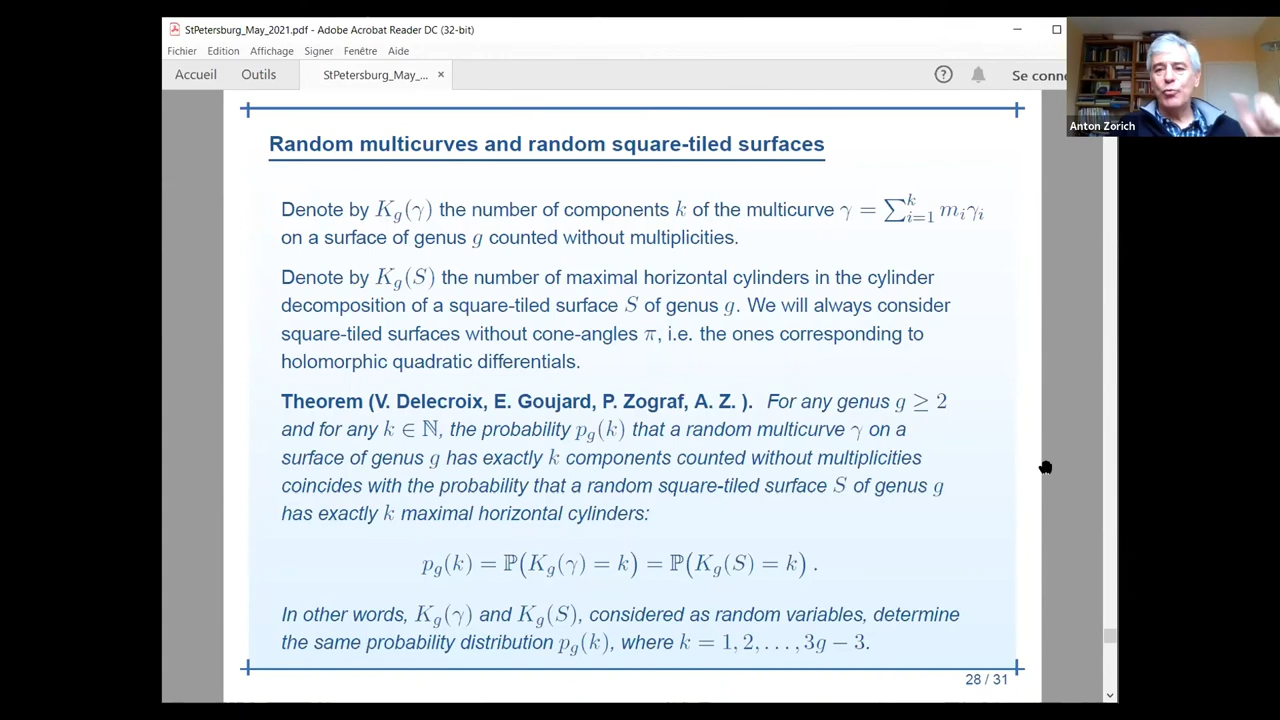 StPetersburg_May_2021.pdf - Adobe Acrobat Reader DC (32-bit)
Fichier Edition Affichage Signer Fenêtre Aide
Accueil Outils StPetersburg_May_... × ? Se conne
Anton Zorich
Random multicurves and random square-tiled surfaces
Denote by K_g(γ) the number of components k of the multicurve γ = ∑_{i=1}^k m_iγ_i
on a surface of genus g counted without multiplicities.
Denote by K_g(S) the number of maximal horizontal cylinders in the cylinder
decomposition of a square-tiled surface S of genus g. We will always consider
square-tiled surfaces without cone-angles π, i.e. the ones corresponding to
holomorphic quadratic differentials.
Theorem (V. Delecroix, E. Goujard, P. Zograf, A. Z. ). For any genus g ≥ 2
and for any k ∈ ℕ, the probability p_g(k) that a random multicurve γ on a
surface of genus g has exactly k components counted without multiplicities
coincides with the probability that a random square-tiled surface S of genus g
has exactly k maximal horizontal cylinders:
p_g(k) = ℙ(K_g(γ) = k) = ℙ(K_g(S) = k) .
In other words, K_g(γ) and K_g(S), considered as random variables, determine
the same probability distribution p_g(k), where k = 1, 2, . . . , 3g − 3.
28 / 31